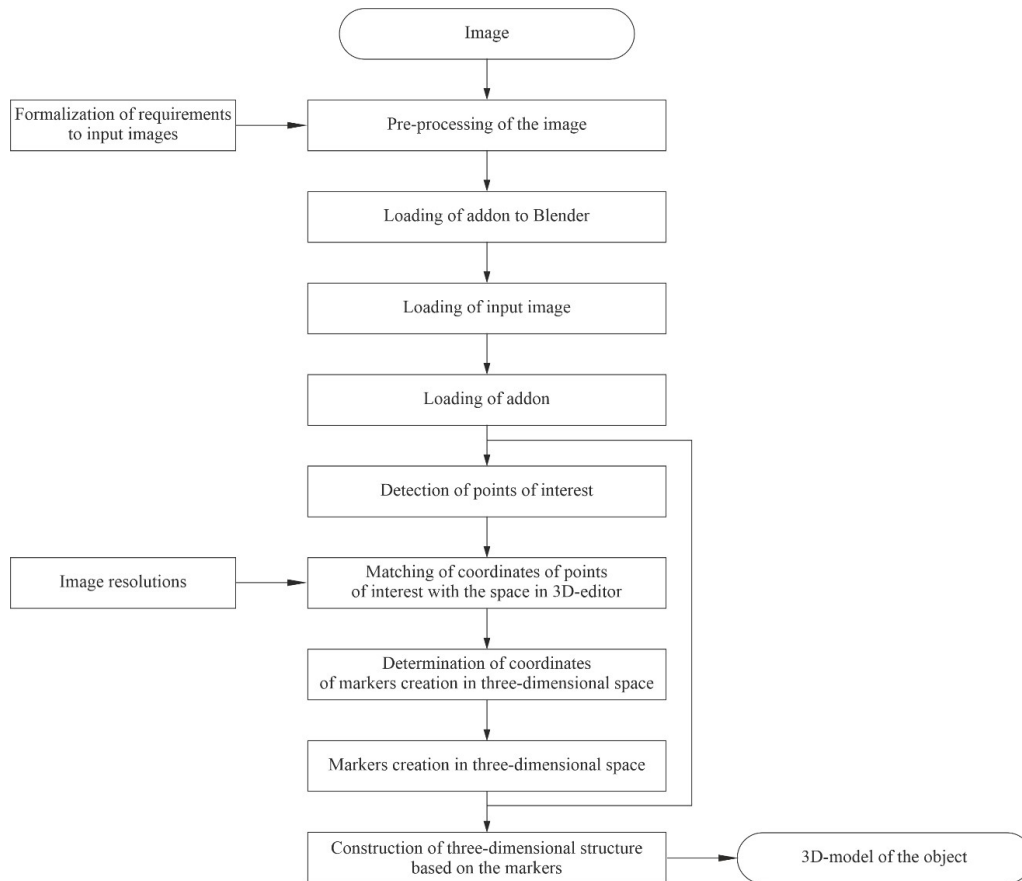 Image
Formalization of requirements
to input images
Pre-processing of the image
Loading of addon to Blender
Loading of input image
Loading of addon
Detection of points of interest
Image resolutions
Matching of coordinates of points
of interest with the space in 3D-editor
Determination of coordinates
of markers creation in three-dimensional space
Markers creation in three-dimensional space
Construction of three-dimensional structure
based on the markers
3D-model of the object